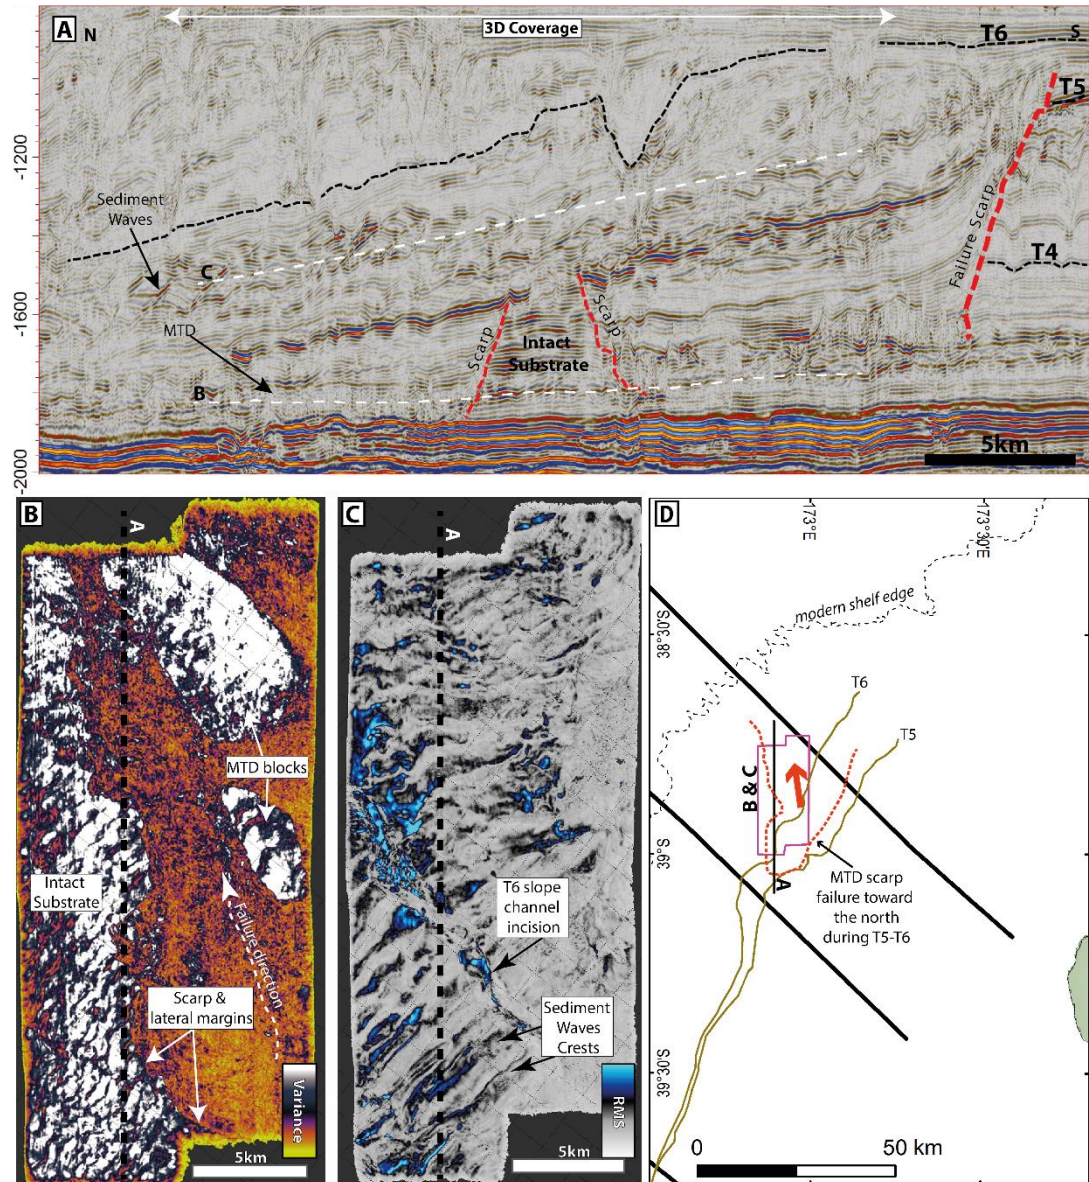 A N
3D Coverage
T6
S
T5
-1200
Sediment
Waves
C
Failure Scarp
T4
-1600
MTD
Scarp
Scarp
Intact
Substrate
B
5km
-2000
B
A
MTD blocks
Intact
Substrate
Failure direction
Scarp &
lateral margins
Variance
5km
C
A
T6 slope
channel
incision
Sediment
Waves
Crests
RMS
5km
D
173°E
173°30'E
modern shelf edge
38°30'S
T6
T5
B & C
39°S
A
MTD scarp
failure toward
the north
during T5-T6
39°30'S
0
50 km